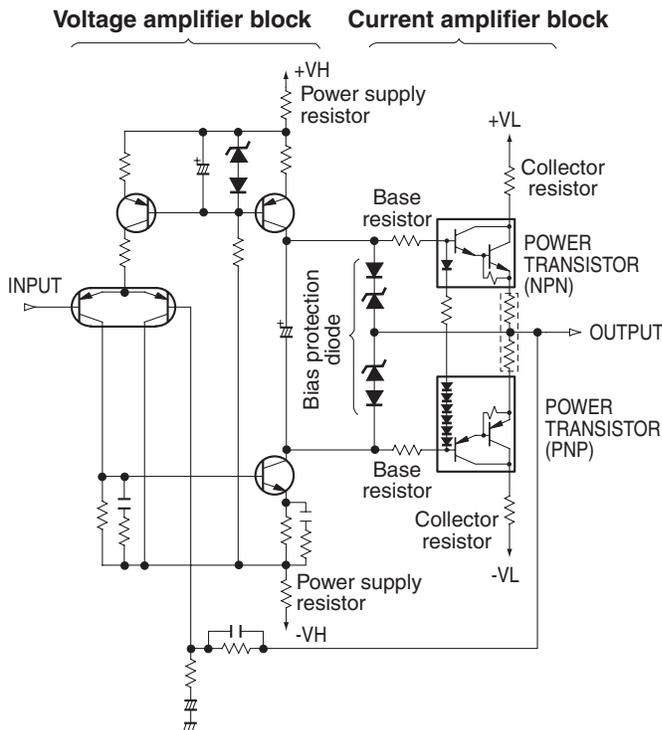 Voltage amplifier block
Current amplifier block
+VH
Power supply
resistor
+VL
Collector
resistor
Base
resistor
POWER
TRANSISTOR
(NPN)
INPUT
+
+
Bias protection
diode
OUTPUT
POWER
TRANSISTOR
(PNP)
Base
resistor
Collector
resistor
-VL
Power supply
resistor
-VH